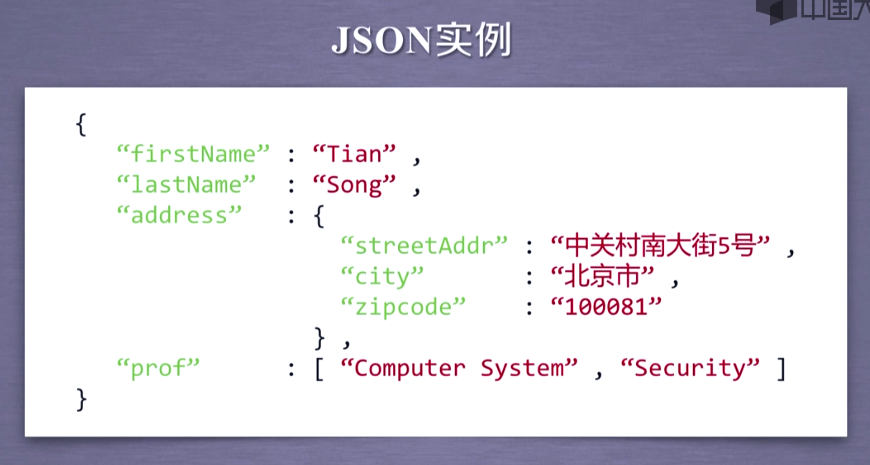 中国大
JSON实例
{
“firstName” : “Tian” ,
“lastName” : “Song” ,
“address” : {
“streetAddr” : “中关村南大街5号” ,
“city” : “北京市” ,
“zipcode” : “100081”
} ,
“prof” : [ “Computer System” , “Security” ]
}